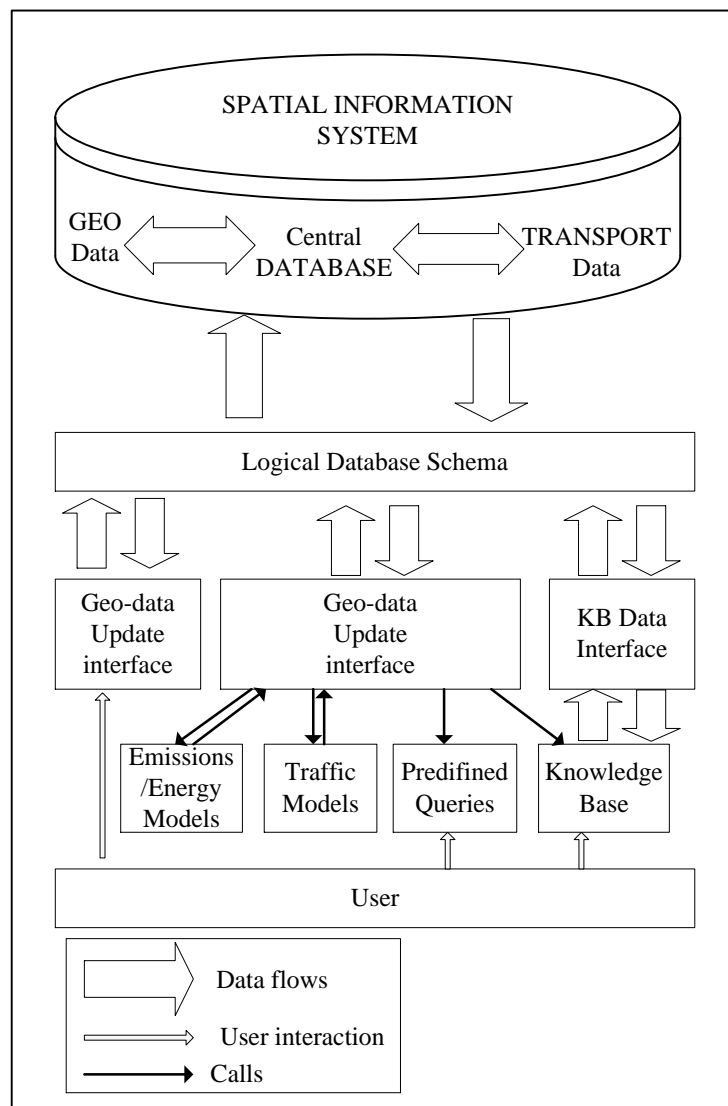 SPATIAL INFORMATION
SYSTEM
GEO
Data
Central
DATABASE
TRANSPORT
Data
Logical Database Schema
Geo-data
Update
interface
Geo-data
Update
interface
KB Data
Interface
Emissions
/Energy
Models
Traffic
Models
Predifined
Queries
Knowledge
Base
User
Data flows
User interaction
Calls